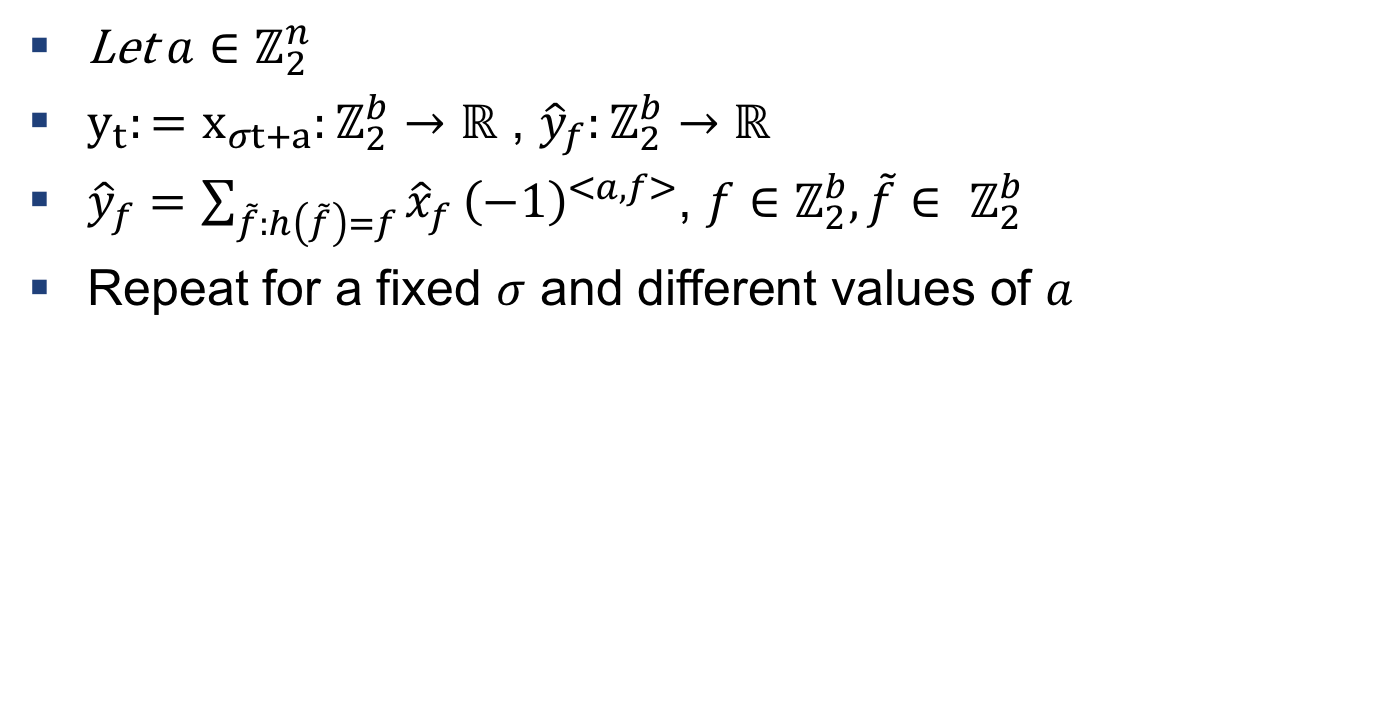 ▪ Let a ∈ ℤ₂ⁿ
▪ yₜ: = x_{σt+a}: ℤ₂ᵇ → ℝ , ŷ_f: ℤ₂ᵇ → ℝ
▪ ŷ_f = ∑_{f̃:h(f̃)=f} x̂_f (−1)^{<a,f>}, f ∈ ℤ₂ᵇ, f̃ ∈ ℤ₂ᵇ
▪ Repeat for a fixed σ and different values of a